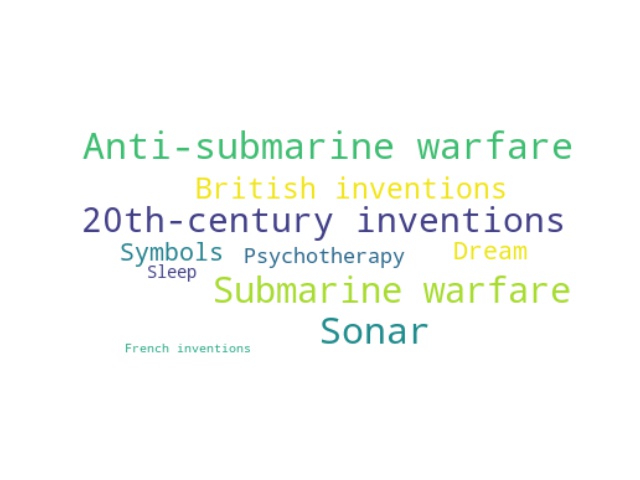 Anti-submarine warfare
British inventions
20th-century inventions
Symbols Psychotherapy Dream
Sleep
Submarine warfare
Sonar
French inventions